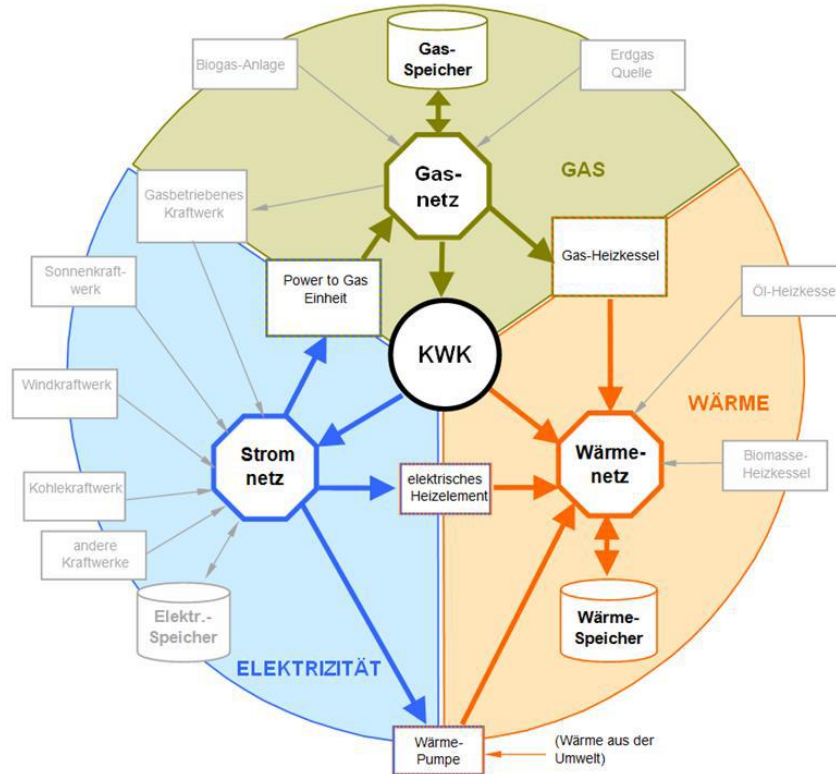 Gas-
Speicher
Biogas-Anlage
Erdgas
Quelle
Gas-
netz
GAS
Gasbetriebenes
Kraftwerk
Gas-Heizkessel
Power to Gas
Einheit
Sonnenkraft-
werk
Öl-Heizkessel
KWK
Windkraftwerk
WÄRME
Strom
netz
Wärme-
netz
Biomasse-
Heizkessel
elektrisches
Heizelement
Kohlekraftwerk
andere
Kraftwerke
Elektr.-
Speicher
Wärme-
Speicher
ELEKTRIZITÄT
Wärme-
Pumpe
(Wärme aus der
Umwelt)